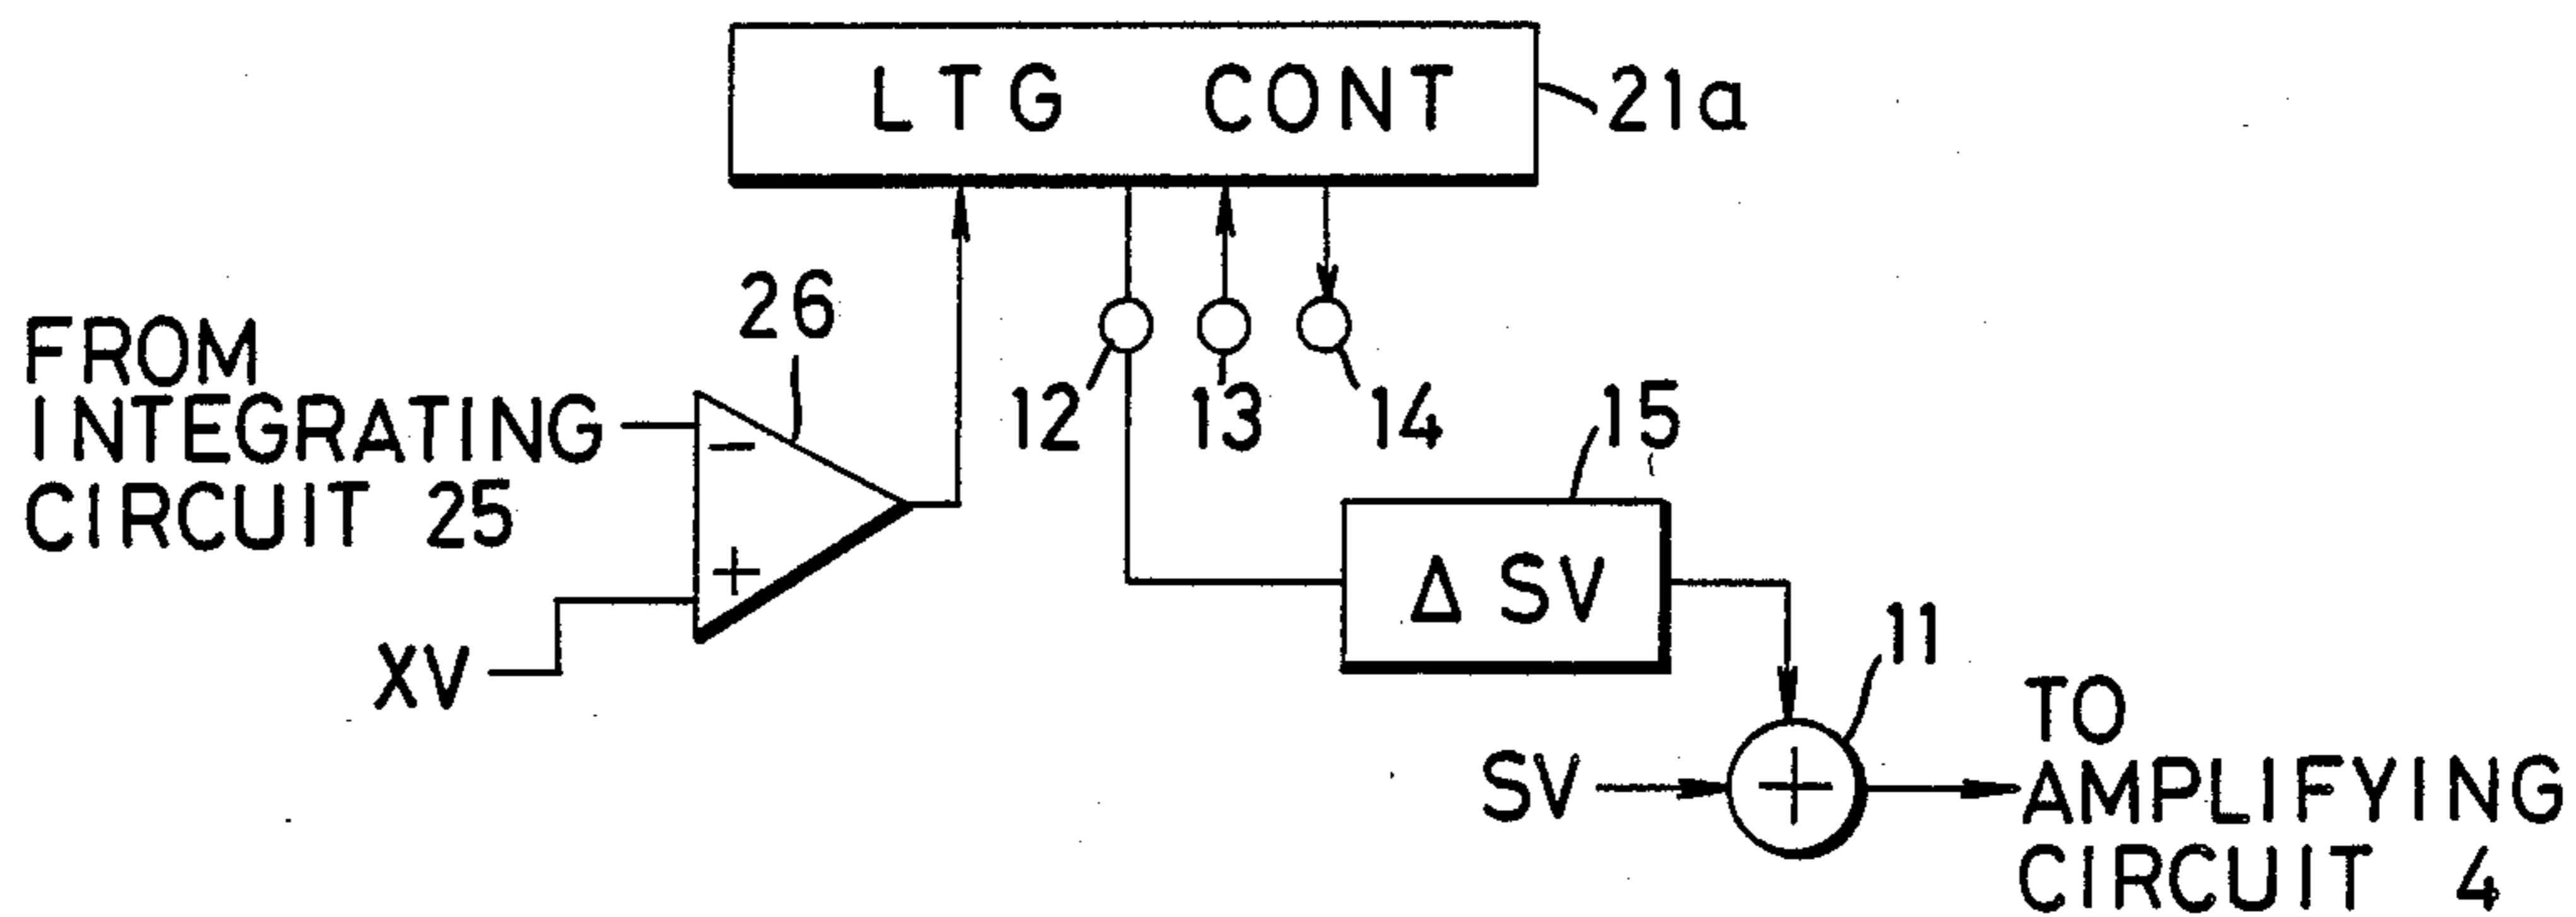 LTG CONT
21a
26
FROM
INTEGRATING
CIRCUIT 25
−
+
XV
12
13
14
15
Δ SV
11
SV
+
TO
AMPLIFYING
CIRCUIT 4